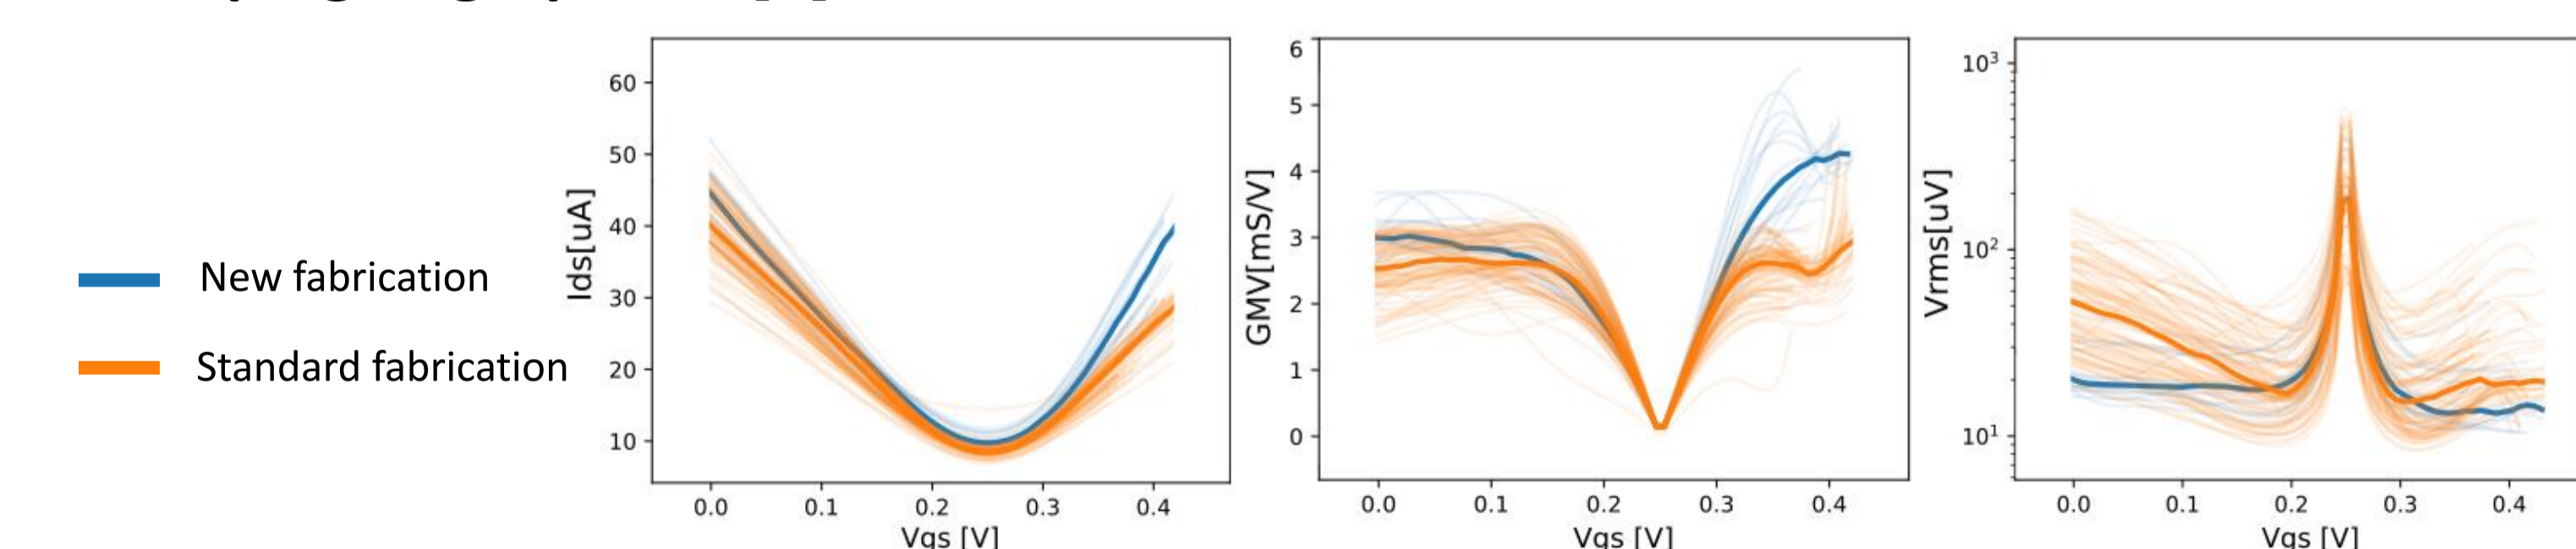 New fabrication
Standard fabrication
Ids[uA]
60
50
40
30
20
10
0.0 0.1 0.2 0.3 0.4
Vgs [V]
GMV[mS/V]
6
5
4
3
2
1
0
0.0 0.1 0.2 0.3 0.4
Vgs [V]
Vrms[uV]
10³
10²
10¹
0.0 0.1 0.2 0.3 0.4
Vgs [V]